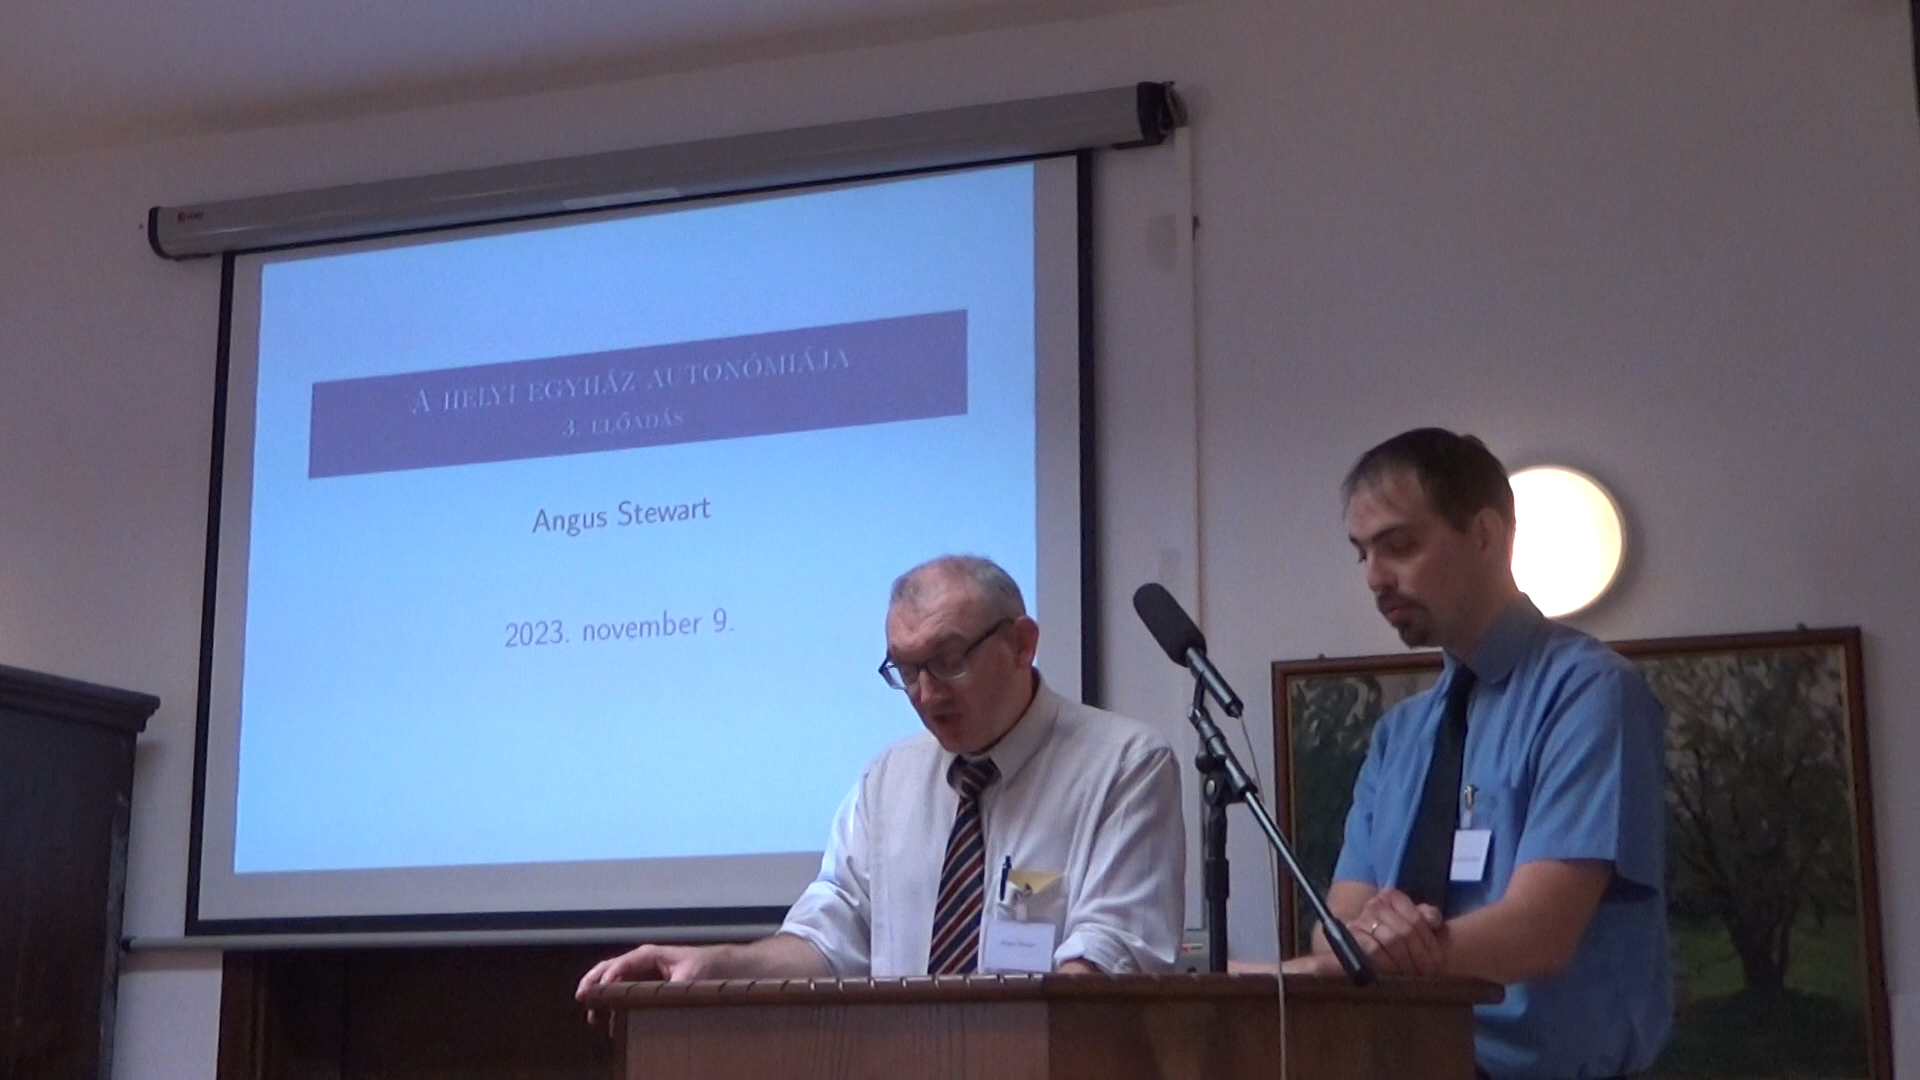 A HELYI EGYHÁZ AUTONÓMIÁJA
3. ELŐADÁS
Angus Stewart
2023. november 9.